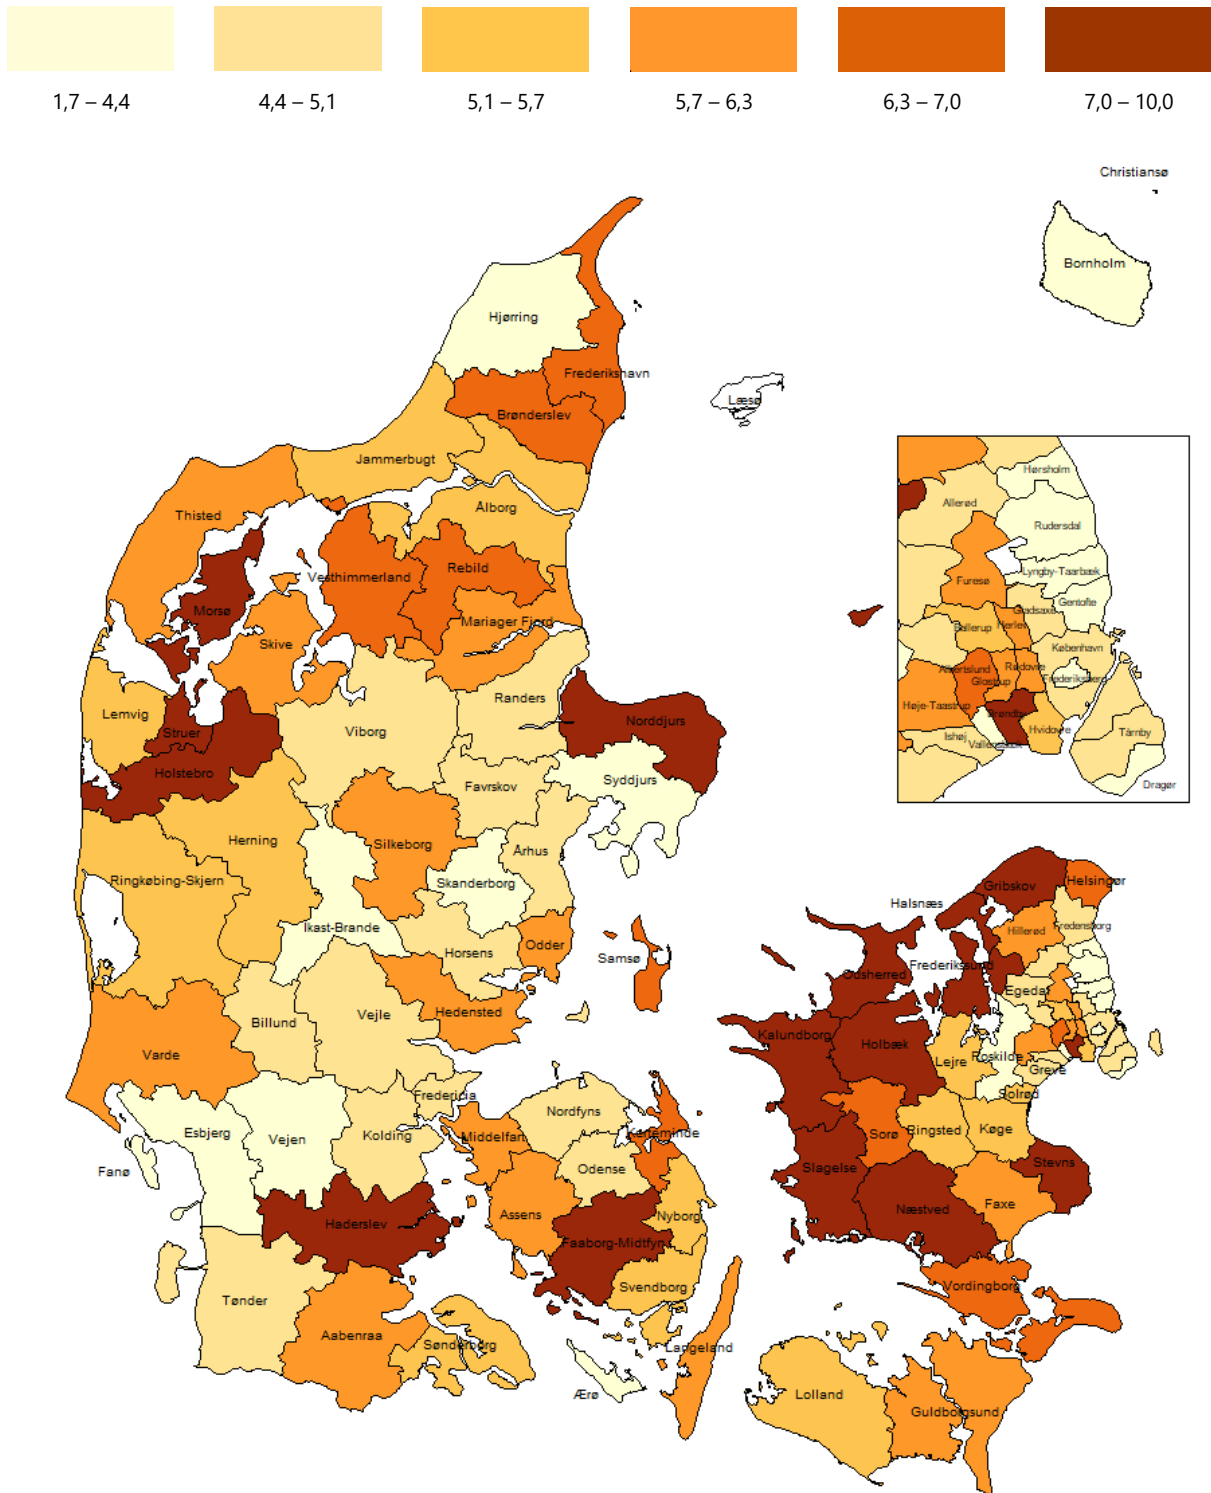 1,7 – 4,4 4,4 – 5,1 5,1 – 5,7 5,7 – 6,3 6,3 – 7,0 7,0 – 10,0
Christiansø
Bornholm
Hjørring
Frederikshavn
Læsø
Brønderslev
Jammerbugt
Hørsholm
Allerød
Ålborg
Thisted
Rudersdal
Rebild
Lyngby-Taarbæk
Vesthimmerland
Furesø
Gentofte
Morsø
Gladsaxe
Mariager Fjord
Ballerup
Herlev
Skive
København
Albertslund
Rødovre
Glostrup
Frederiksberg
Randers
Høje-Taastrup
Lemvig
Brøndby
Norddjurs
Struer
Viborg
Hvidovre
Tårnby
Ishøj
Vallensbæk
Holstebro
Syddjurs
Dragør
Favrskov
Herning
Silkeborg
Århus
Ringkøbing-Skjern
Skanderborg
Gribskov
Helsingør
Halsnæs
Ikast-Brande
Fredensborg
Hillerød
Odder
Horsens
Samsø
Frederikssund
Odsherred
Egedal
Hedensted
Billund
Vejle
Kalundborg
Holbæk
Varde
Roskilde
Lejre
Greve
Fredericia
Solrød
Nordfyns
Esbjerg
Vejen
Kolding
Middelfart
Kerteminde
Sorø
Ringsted
Køge
Fanø
Odense
Slagelse
Stevns
Haderslev
Assens
Nyborg
Næstved
Faxe
Faaborg-Midtfyn
Svendborg
Vordingborg
Tønder
Aabenraa
Sønderborg
Langeland
Ærø
Lolland
Guldborgsund